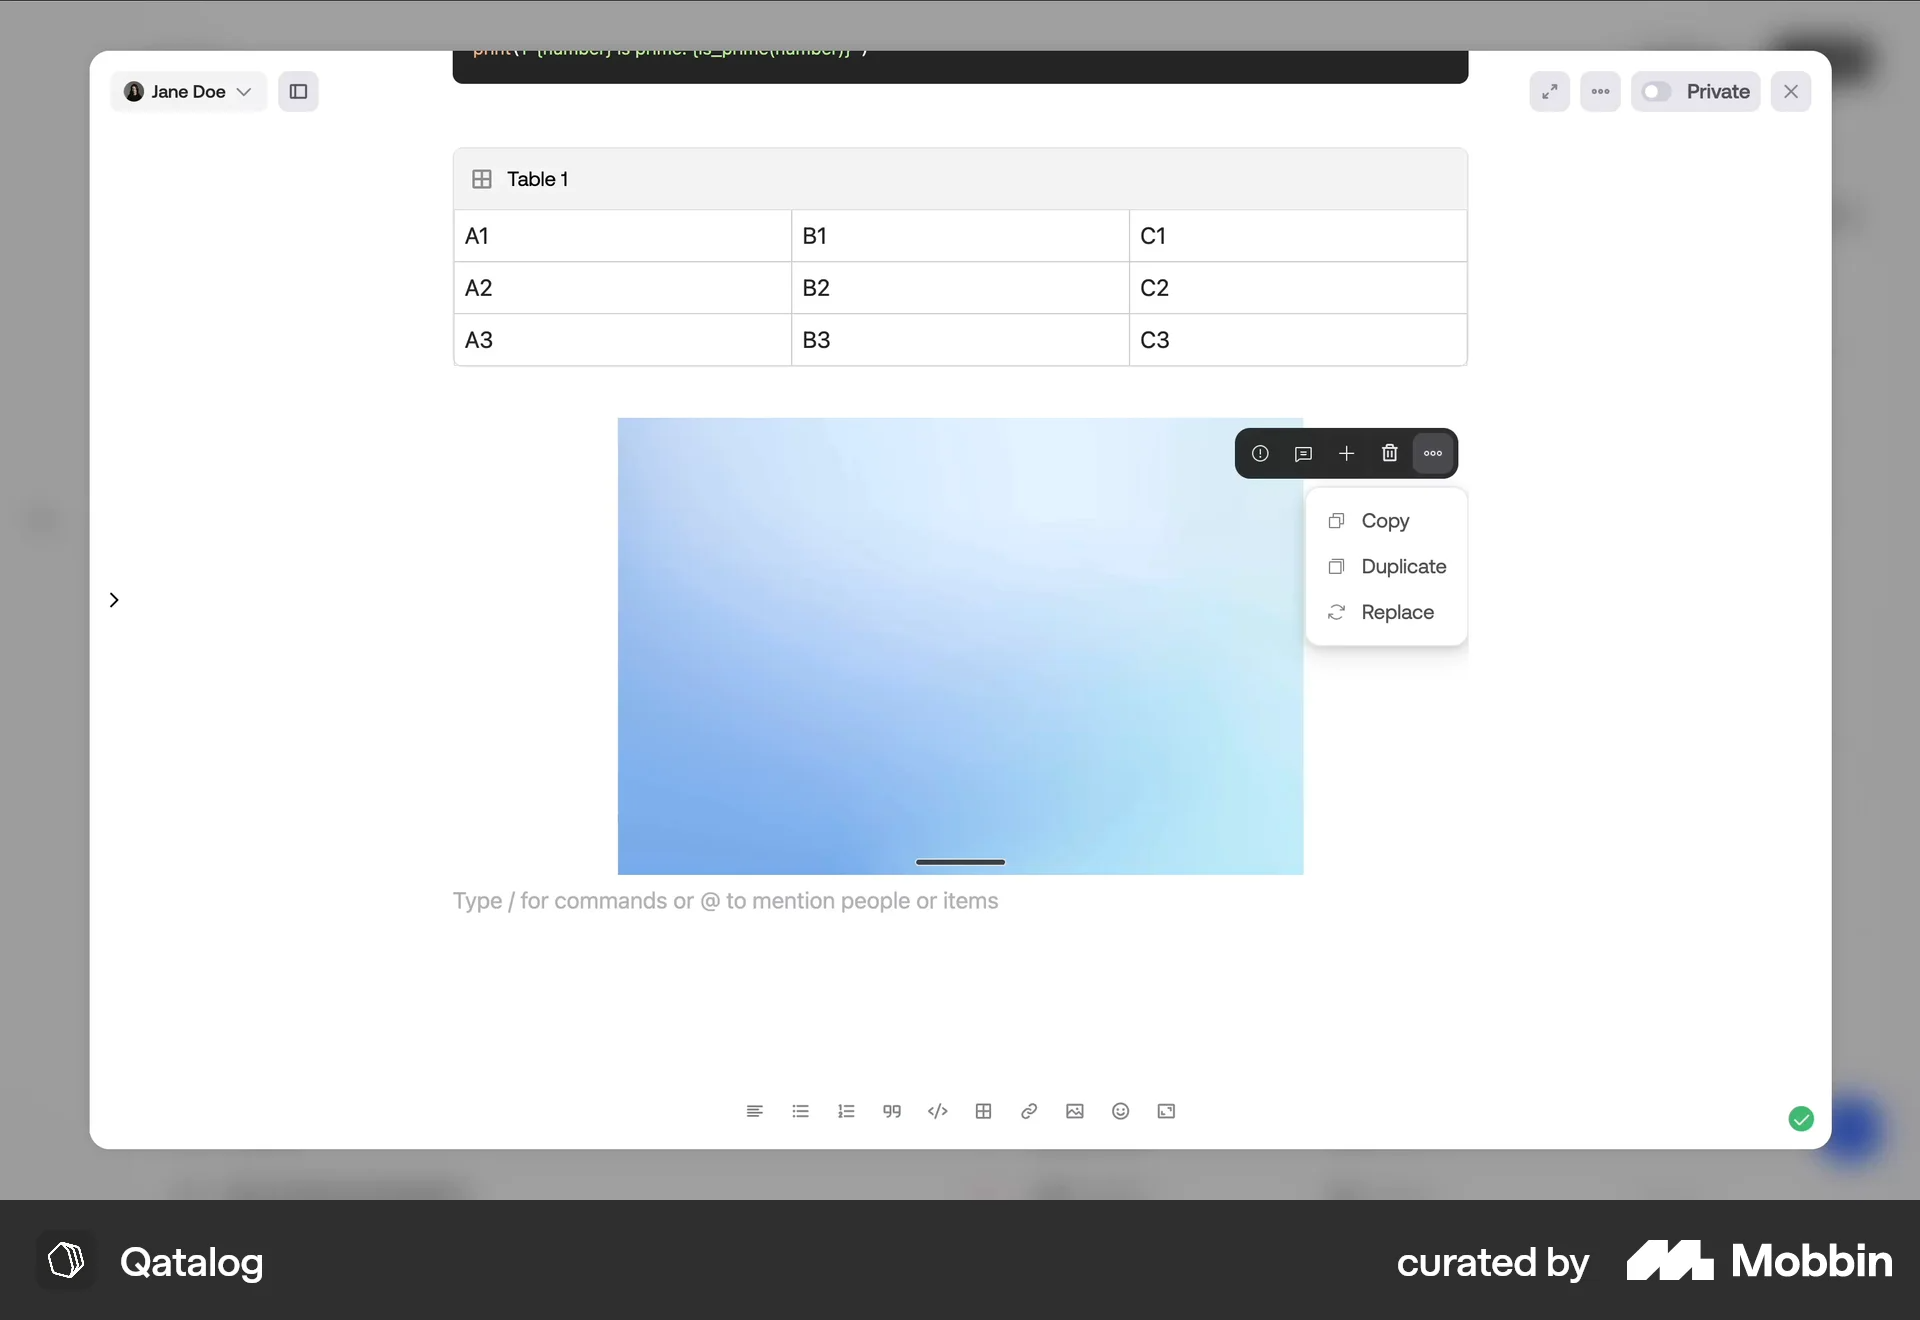 print(f"{number} is prime: {is_prime(number)}")
Jane Doe
Private
Table 1
A1 B1 C1
A2 B2 C2
A3 B3 C3
Copy
Duplicate
Replace
Type / for commands or @ to mention people or items
Qatalog
curated by Mobbin